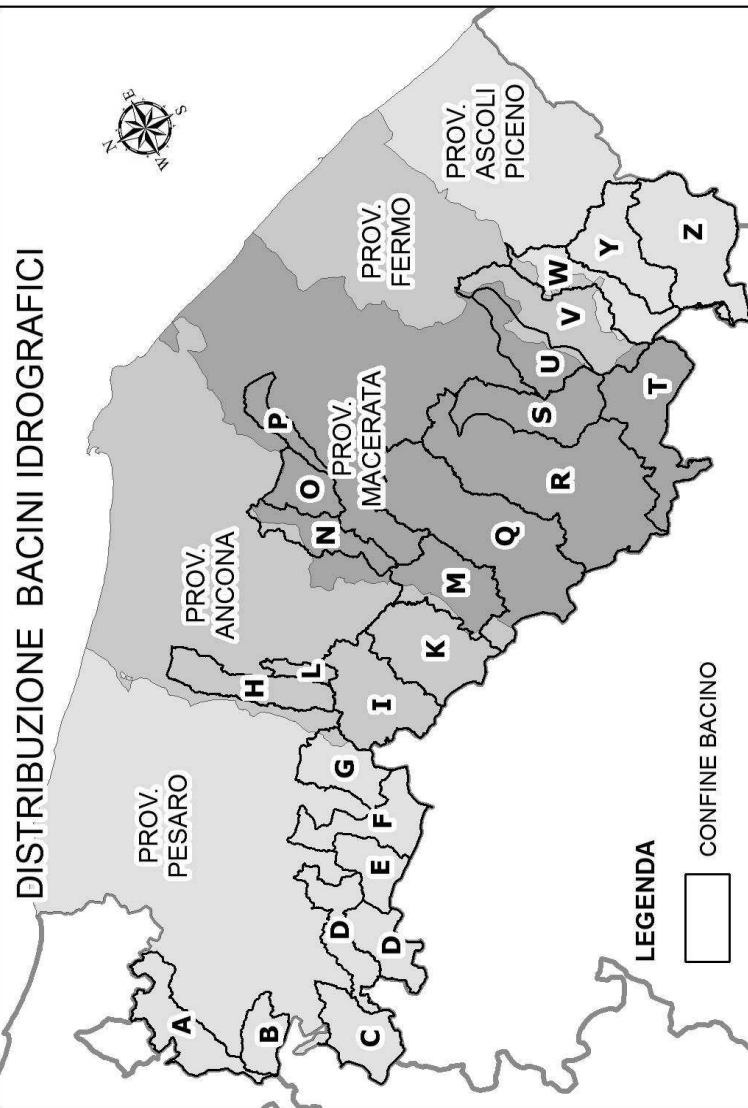 DISTRIBUZIONE BACINI IDROGRAFICI
N
E
S
W
PROV.
PESARO
PROV.
ANCONA
PROV.
MACERATA
PROV.
FERMO
PROV.
ASCOLI
PICENO
A
B
C
D
D
E
F
G
H
I
L
K
M
N
O
P
Q
R
S
T
U
V
W
Y
Z
LEGENDA
CONFINE BACINO